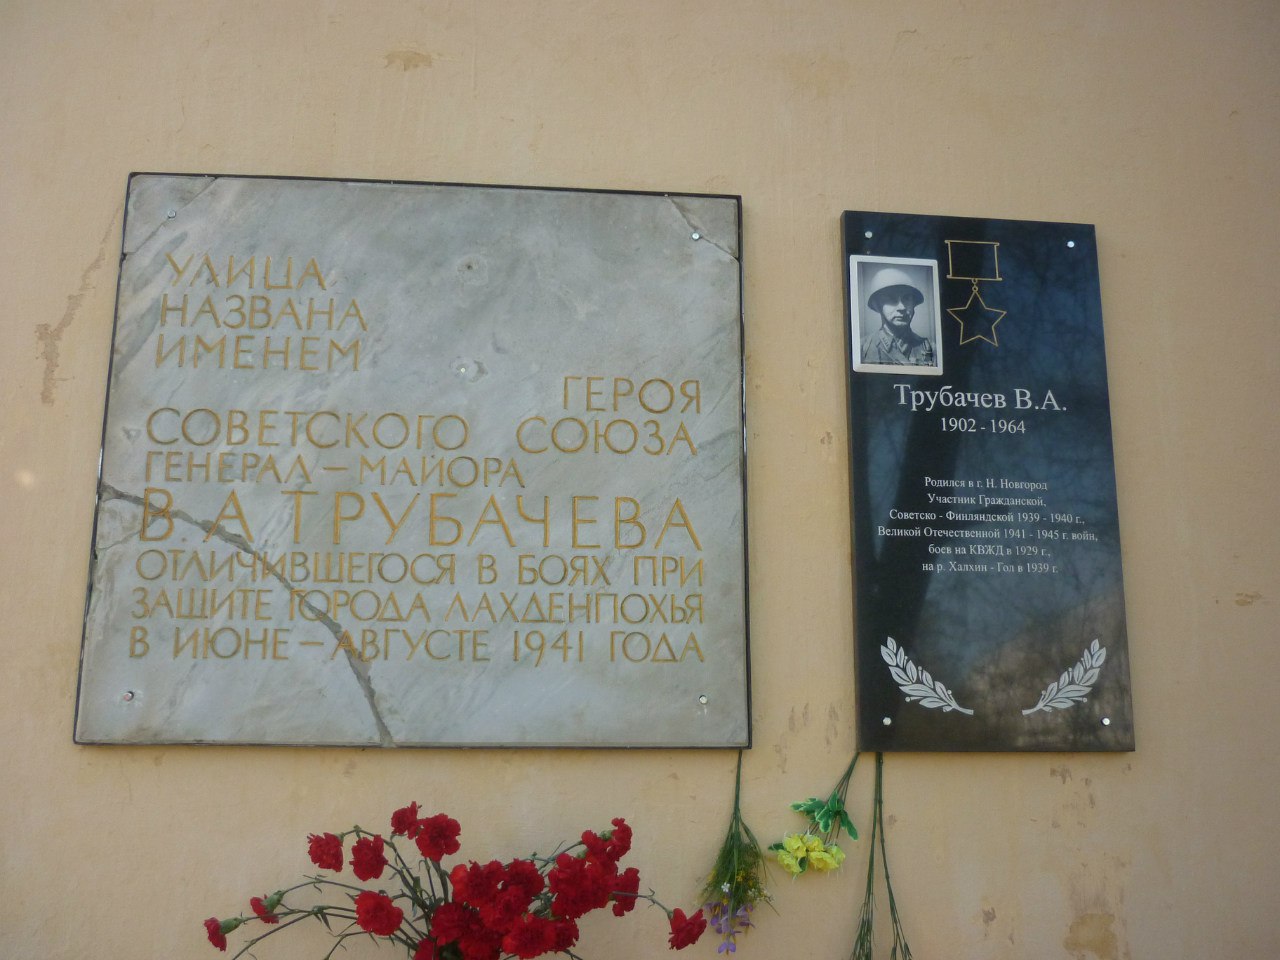 УЛИЦА
НАЗВАНА
ИМЕНЕМ
ГЕРОЯ
СОВЕТСКОГО СОЮЗА
ГЕНЕРАЛ-МАЙОРА
В.А.ТРУБАЧЕВА
ОТЛИЧИВШЕГОСЯ В БОЯХ ПРИ
ЗАЩИТЕ ГОРОДА ЛАХДЕНПОХЬЯ
В ИЮНЕ-АВГУСТЕ 1941 ГОДА
Трубачев В.А.
1902 - 1964
Родился в г. Н. Новгород
Участник Гражданской,
Советско - Финляндской 1939 - 1940 г.,
Великой Отечественной 1941 - 1945 г. войн,
боев на КВЖД в 1929 г.,
на р. Халхин - Гол в 1939 г.